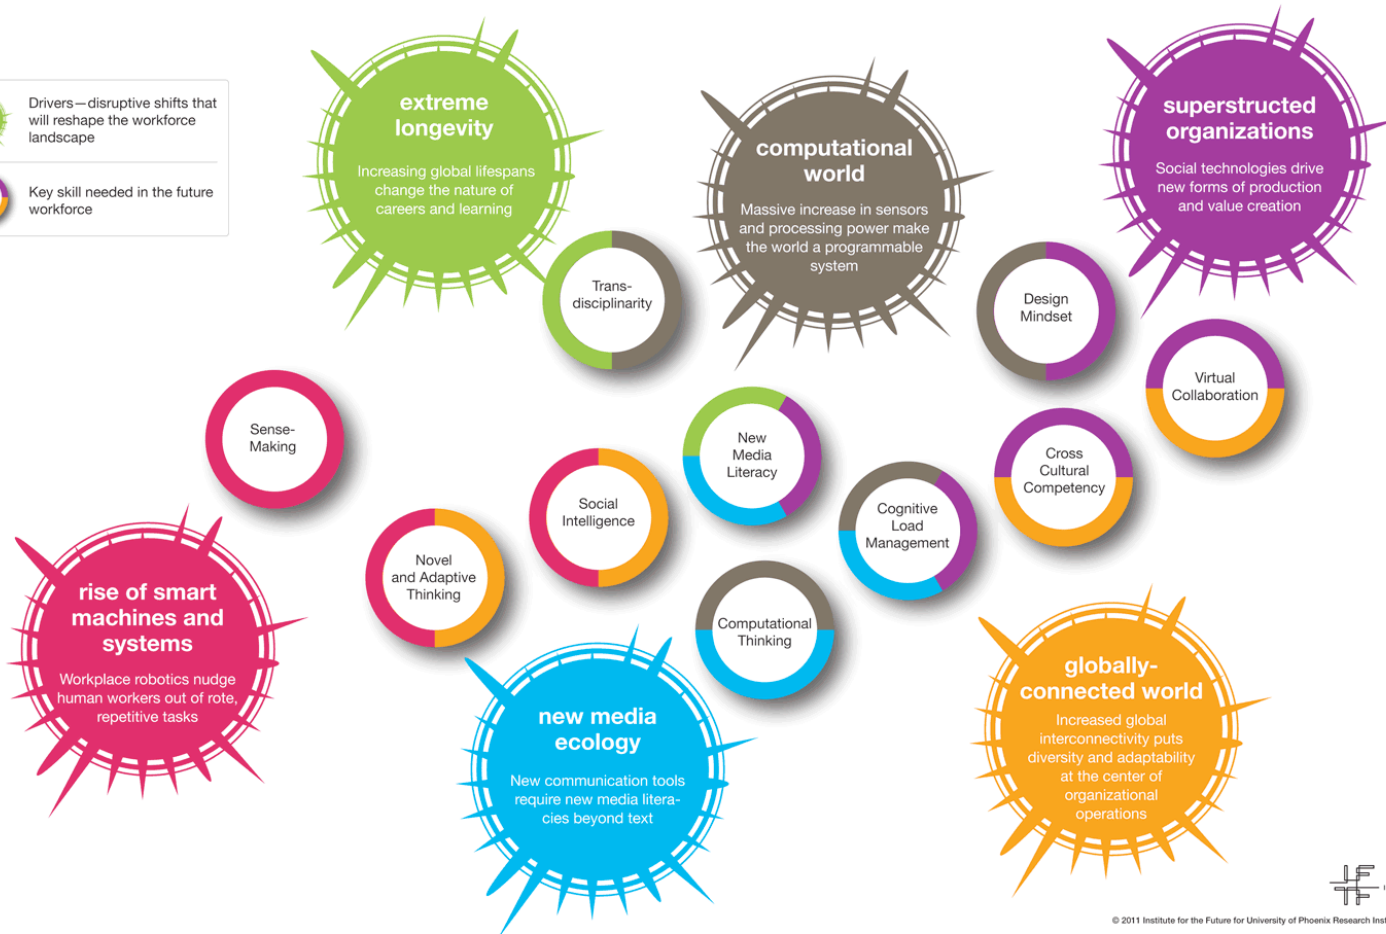 Drivers—disruptive shifts that
will reshape the workforce
landscape
Key skill needed in the future
workforce
extreme
longevity
Increasing global lifespans
change the nature of
careers and learning
computational
world
Massive increase in sensors
and processing power make
the world a programmable
system
superstructed
organizations
Social technologies drive
new forms of production
and value creation
Trans-
disciplinarity
Design
Mindset
Virtual
Collaboration
Sense-
Making
New
Media
Literacy
Cross
Cultural
Competency
Social
Intelligence
Cognitive
Load
Management
Novel
and Adaptive
Thinking
Computational
Thinking
rise of smart
machines and
systems
Workplace robotics nudge
human workers out of rote,
repetitive tasks
new media
ecology
New communication tools
require new media litera-
cies beyond text
globally-
connected world
Increased global
interconnectivity puts
diversity and adaptability
at the center of
organizational
operations
© 2011 Institute for the Future for University of Phoenix Research